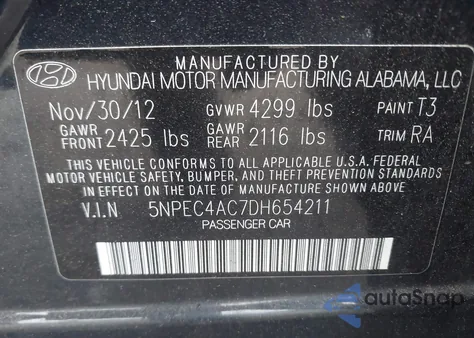 MANUFACTURED BY
HYUNDAI MOTOR MANUFACTURING ALABAMA, LLC
Nov/30/12 GVWR 4299 lbs PAINT T3
GAWR FRONT 2425 lbs GAWR REAR 2116 lbs TRIM RA
THIS VEHICLE CONFORMS TO ALL APPLICABLE U.S.A. FEDERAL
MOTOR VEHICLE SAFETY, BUMPER, AND THEFT PREVENTION STANDARDS
IN EFFECT ON THE DATE OF MANUFACTURE SHOWN ABOVE.
V.I.N 5NPEC4AC7DH654211
PASSENGER CAR
autoSnap